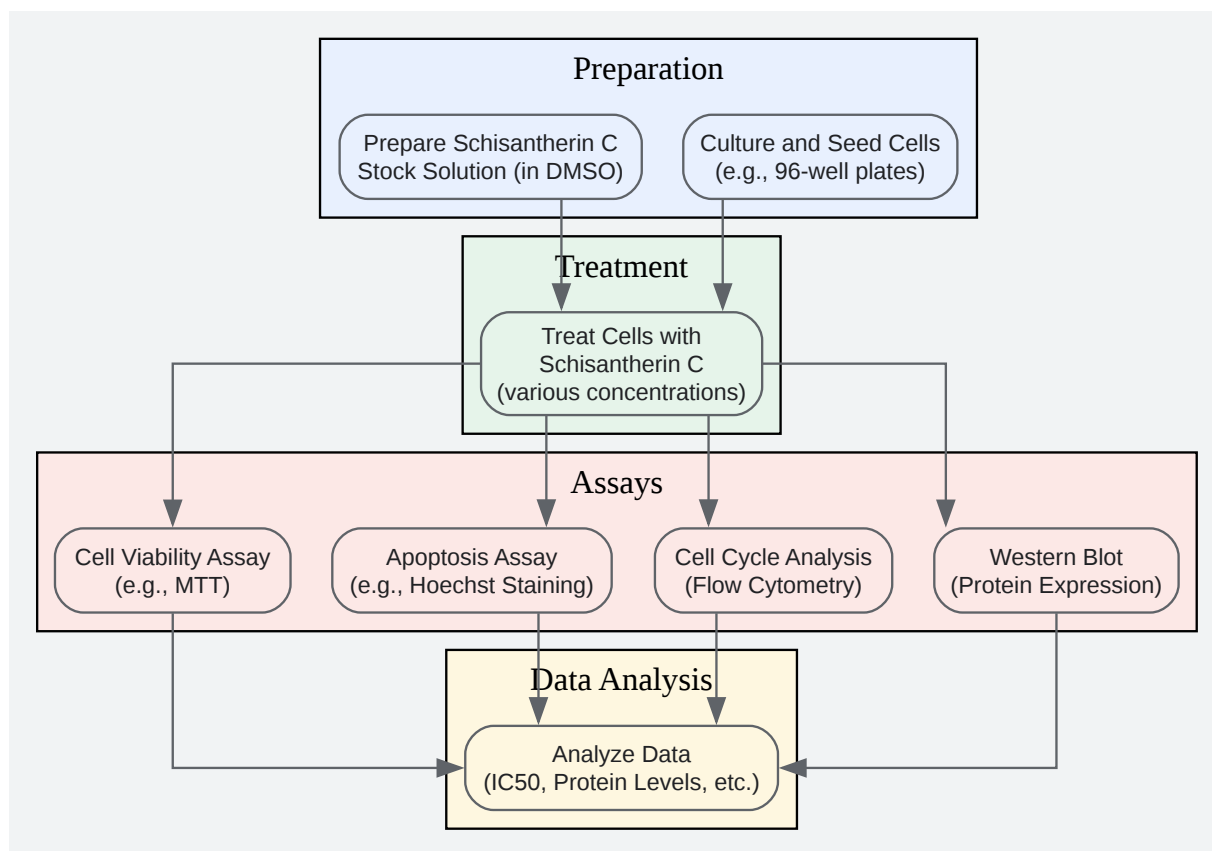 Preparation
Prepare Schisantherin C
Stock Solution (in DMSO)
Culture and Seed Cells
(e.g., 96-well plates)
Treatment
Treat Cells with
Schisantherin C
(various concentrations)
Assays
Cell Viability Assay
(e.g., MTT)
Apoptosis Assay
(e.g., Hoechst Staining)
Cell Cycle Analysis
(Flow Cytometry)
Western Blot
(Protein Expression)
Data Analysis
Analyze Data
(IC50, Protein Levels, etc.)